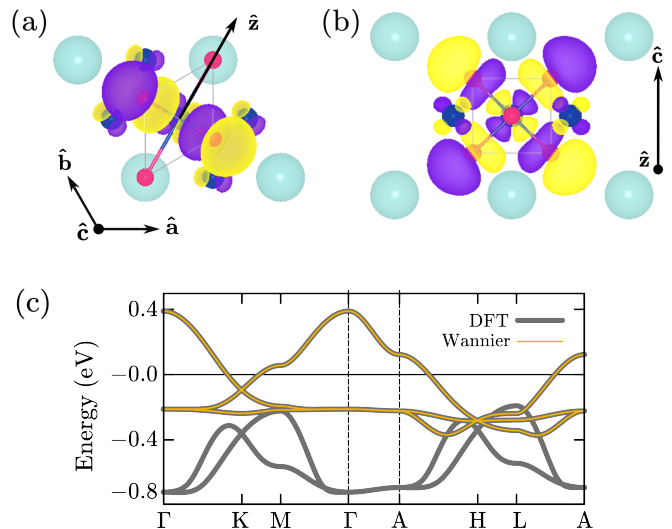 (a)
ẑ
b̂
ĉ
â
(b)
ĉ
ẑ
(c)
Energy (eV)
0.4
−0.0
−0.4
−0.8
DFT
Wannier
Γ K M Γ A H L A